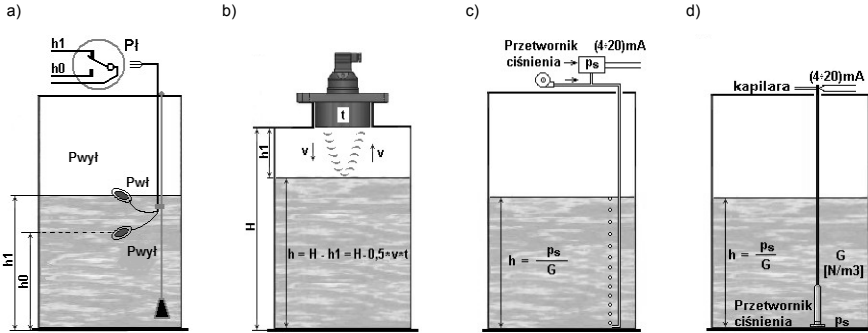 a)
h1
h0
Pł
Pwył
Pwł
Pwył
h1
h0
b)
t
v
v
h1
H
h = H - h1 = H-0,5*v*t
c)
Przetwornik
ciśnienia
(4÷20)mA
ps
h = ps
G
d)
(4÷20)mA
kapilara
h = ps
G
G
[N/m3]
Przetwornik
ciśnienia
ps